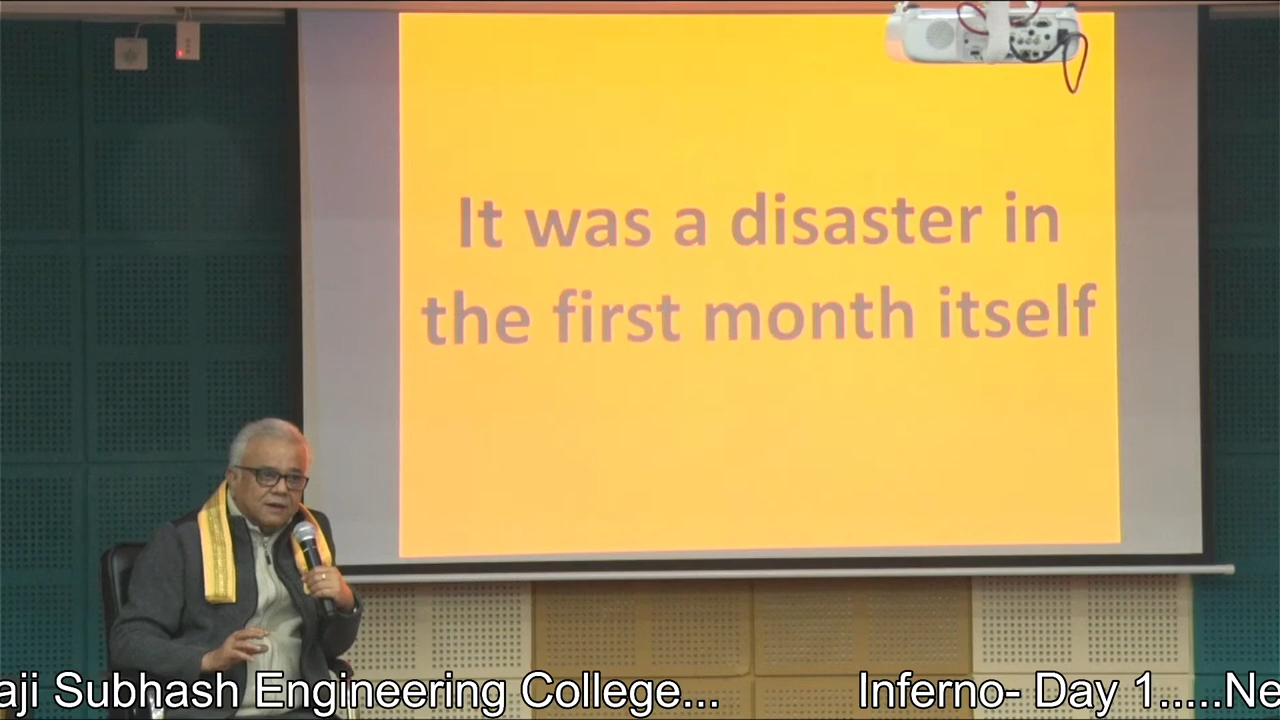 It was a disaster in
the first month itself
aji Subhash Engineering College... Inferno- Day 1.....Ne